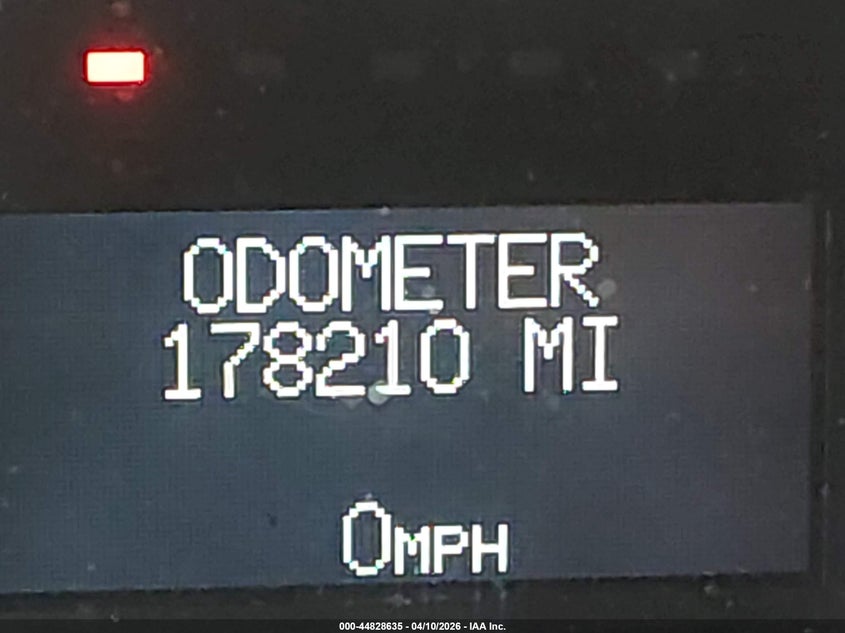 ODOMETER
178210 MI
0MPH
000-44828635 - 04/10/2026 - IAA Inc.